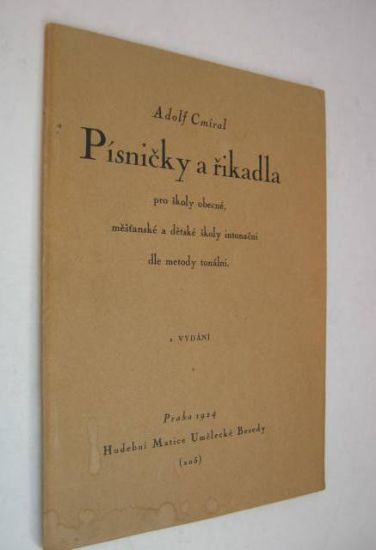 Adolf Cmíral
Písničky a řikadla
pro školy obecné,
měšťanské a dětské školy intonační
dle metody tonální.
2 VYDÁNÍ
Praha 1924
Hudební Matice Umělecké Besedy
(205)